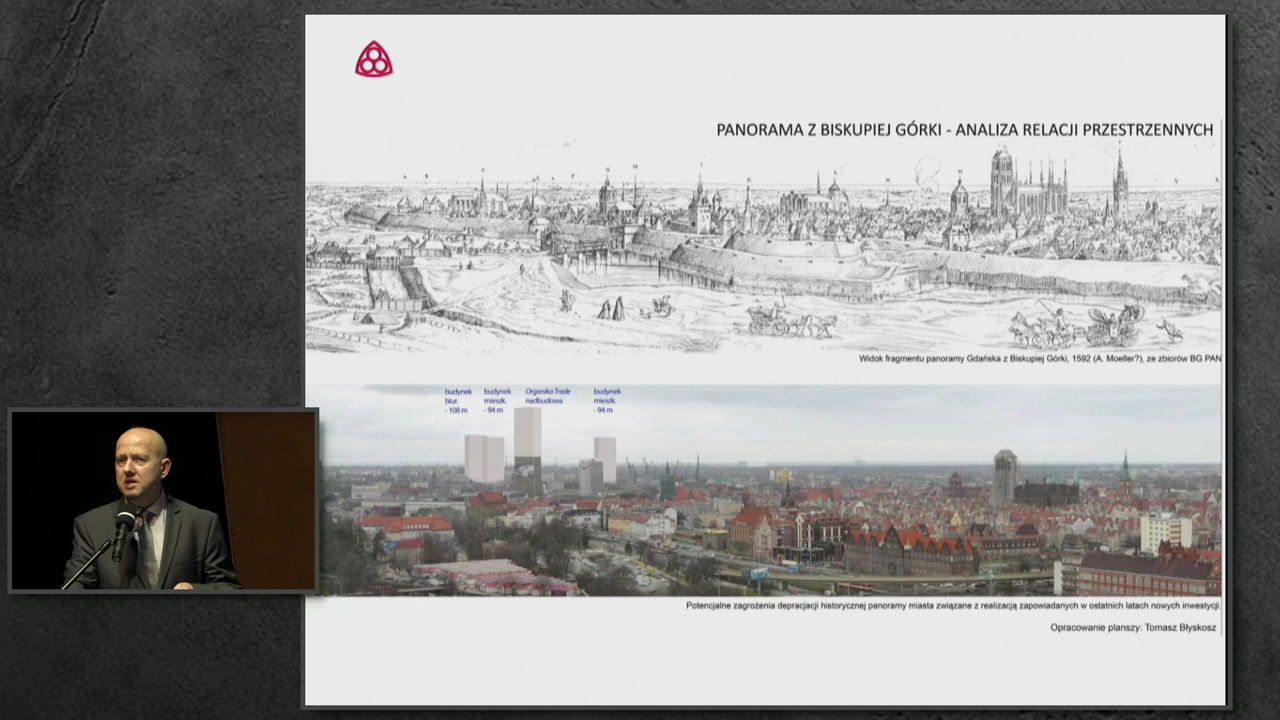 PANORAMA Z BISKUPIEJ GÓRKI - ANALIZA RELACJI PRZESTRZENNYCH
Widok fragmentu panoramy Gdańska z Biskupiej Górki, 1592 (A. Moeller?), ze zbiorów BG PAN
budynek
biur.
- 108 m
budynek
mieszk.
- 94 m
Organika Trade
nadbudowa
budynek
mieszk.
- 94 m
Potencjalne zagrożenia depracjacji historycznej panoramy miasta związane z realizacją zapowiadanych w ostatnich latach nowych inwestycji.
Opracowanie planszy: Tomasz Błyskosz